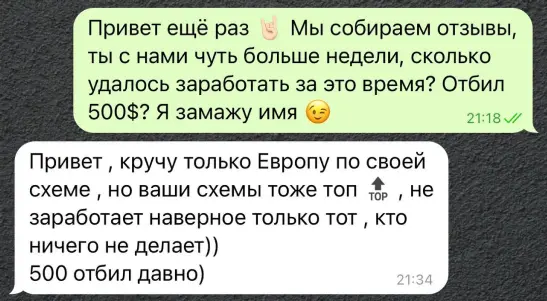 Привет ещё раз 🤘🏻 Мы собираем отзывы,
ты с нами чуть больше недели, сколько
удалось заработать за это время? Отбил
500$? Я замажу имя 😉
21:18
Привет , кручу только Европу по своей
схеме , но ваши схемы тоже топ 🔝 , не
заработает наверное только тот , кто
ничего не делает))
500 отбил давно)
21:34